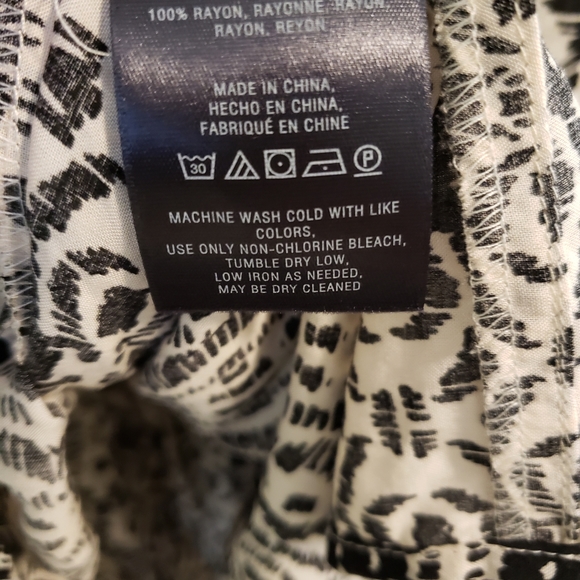 100% RAYON, RAYONNE, RAYON
RAYON, REYON
MADE IN CHINA,
HECHO EN CHINA,
FABRIQUÉ EN CHINE
30 P
MACHINE WASH COLD WITH LIKE
COLORS,
USE ONLY NON-CHLORINE BLEACH,
TUMBLE DRY LOW,
LOW IRON AS NEEDED,
MAY BE DRY CLEANED